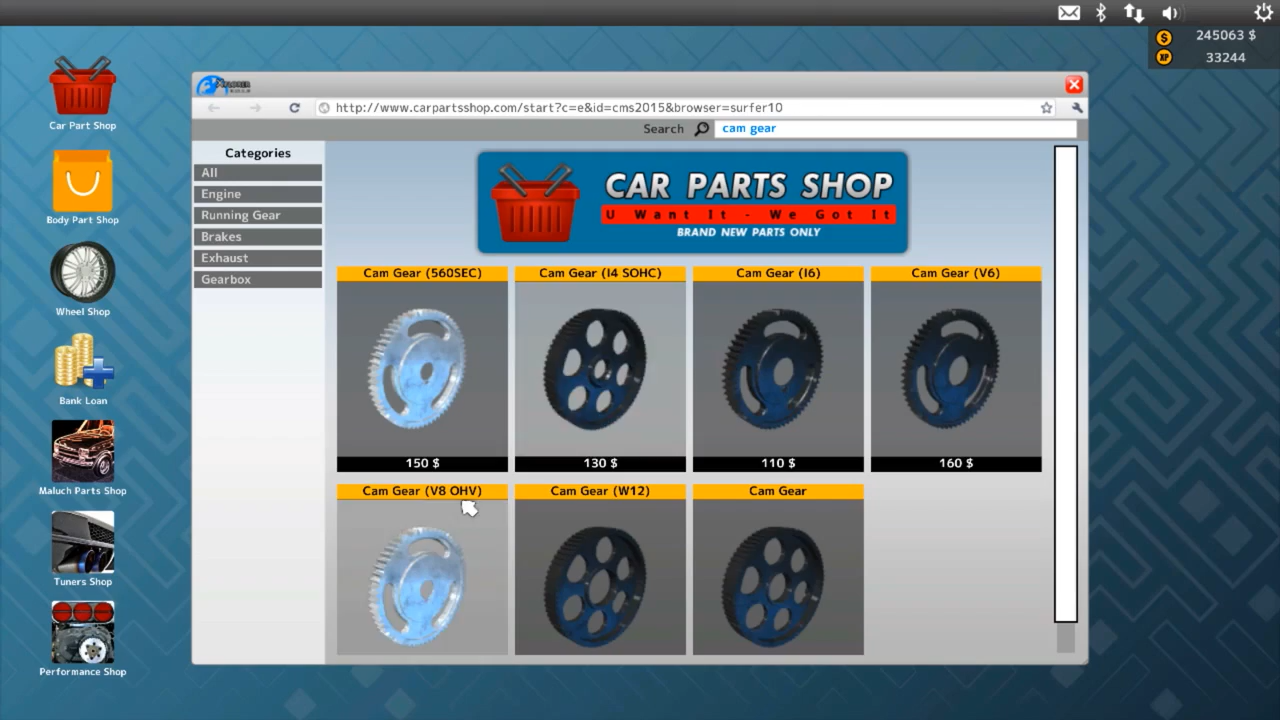 245063 $
33244
Car Part Shop
Body Part Shop
Wheel Shop
Bank Loan
Maluch Parts Shop
Tuners Shop
Performance Shop
http://www.carpartsshop.com/start?c=e&id=cms2015&browser=surfer10
Search cam gear
Categories
All
Engine
Running Gear
Brakes
Exhaust
Gearbox
CAR PARTS SHOP
U Want It - We Got It
BRAND NEW PARTS ONLY
Cam Gear (560SEC)
Cam Gear (I4 SOHC)
Cam Gear (I6)
Cam Gear (V6)
150 $
130 $
110 $
160 $
Cam Gear (V8 OHV)
Cam Gear (W12)
Cam Gear